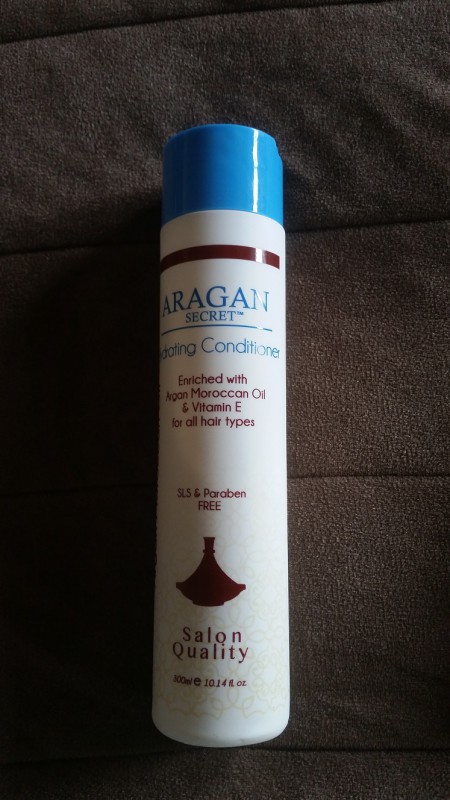 ARAGAN
SECRET™
drating Conditioner
Enriched with
Argan Moroccan Oil
& Vitamin E
for all hair types
SLS & Paraben
FREE
Salon
Quality
300ml e 10.14 fl. oz.